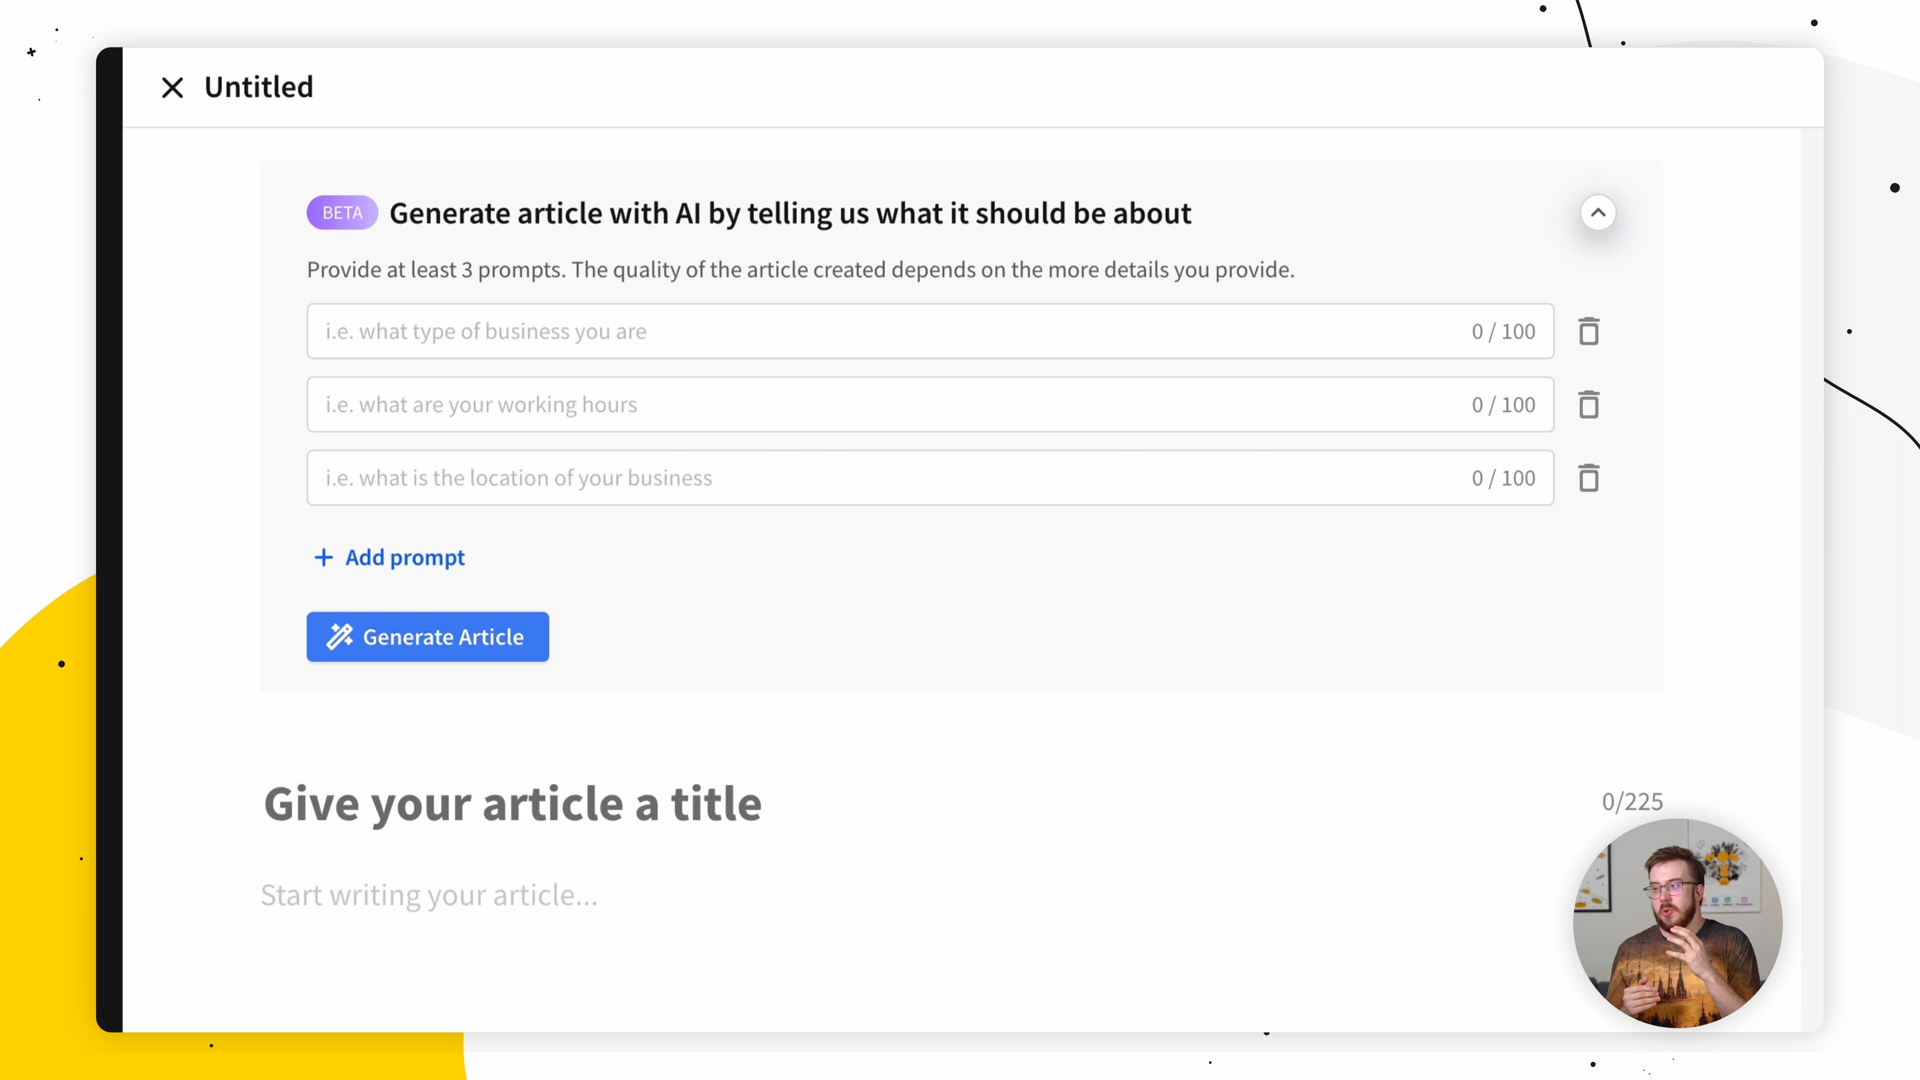 Untitled
BETA Generate article with AI by telling us what it should be about
Provide at least 3 prompts. The quality of the article created depends on the more details you provide.
i.e. what type of business you are 0 / 100
i.e. what are your working hours 0 / 100
i.e. what is the location of your business 0 / 100
+ Add prompt
Generate Article
Give your article a title 0/225
Start writing your article...